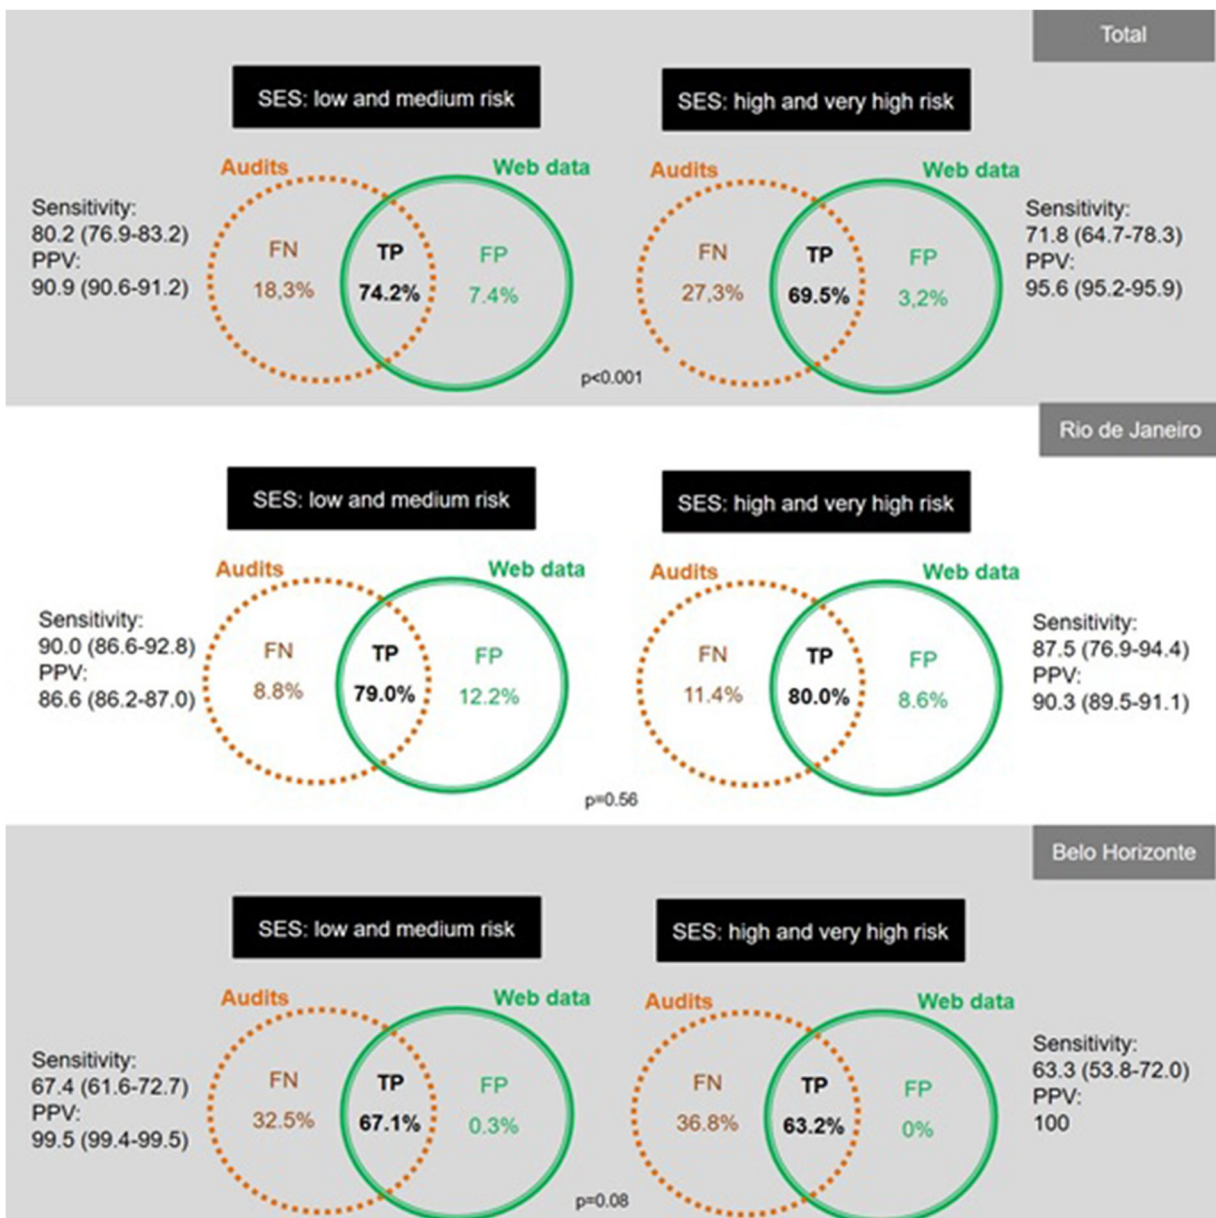 Total
SES: low and medium risk
SES: high and very high risk
Audits
Web data
Sensitivity:
80.2 (76.9-83.2)
PPV:
90.9 (90.6-91.2)
FN
18,3%
TP
74.2%
FP
7.4%
Audits
Web data
FN
27,3%
TP
69.5%
FP
3,2%
Sensitivity:
71.8 (64.7-78.3)
PPV:
95.6 (95.2-95.9)
p<0.001
Rio de Janeiro
SES: low and medium risk
SES: high and very high risk
Audits
Web data
Sensitivity:
90.0 (86.6-92.8)
PPV:
86.6 (86.2-87.0)
FN
8.8%
TP
79.0%
FP
12.2%
Audits
Web data
FN
11.4%
TP
80.0%
FP
8.6%
Sensitivity:
87.5 (76.9-94.4)
PPV:
90.3 (89.5-91.1)
p=0.56
Belo Horizonte
SES: low and medium risk
SES: high and very high risk
Audits
Web data
Sensitivity:
67.4 (61.6-72.7)
PPV:
99.5 (99.4-99.5)
FN
32.5%
TP
67.1%
FP
0.3%
Audits
Web data
FN
36.8%
TP
63.2%
FP
0%
Sensitivity:
63.3 (53.8-72.0)
PPV:
100
p=0.08